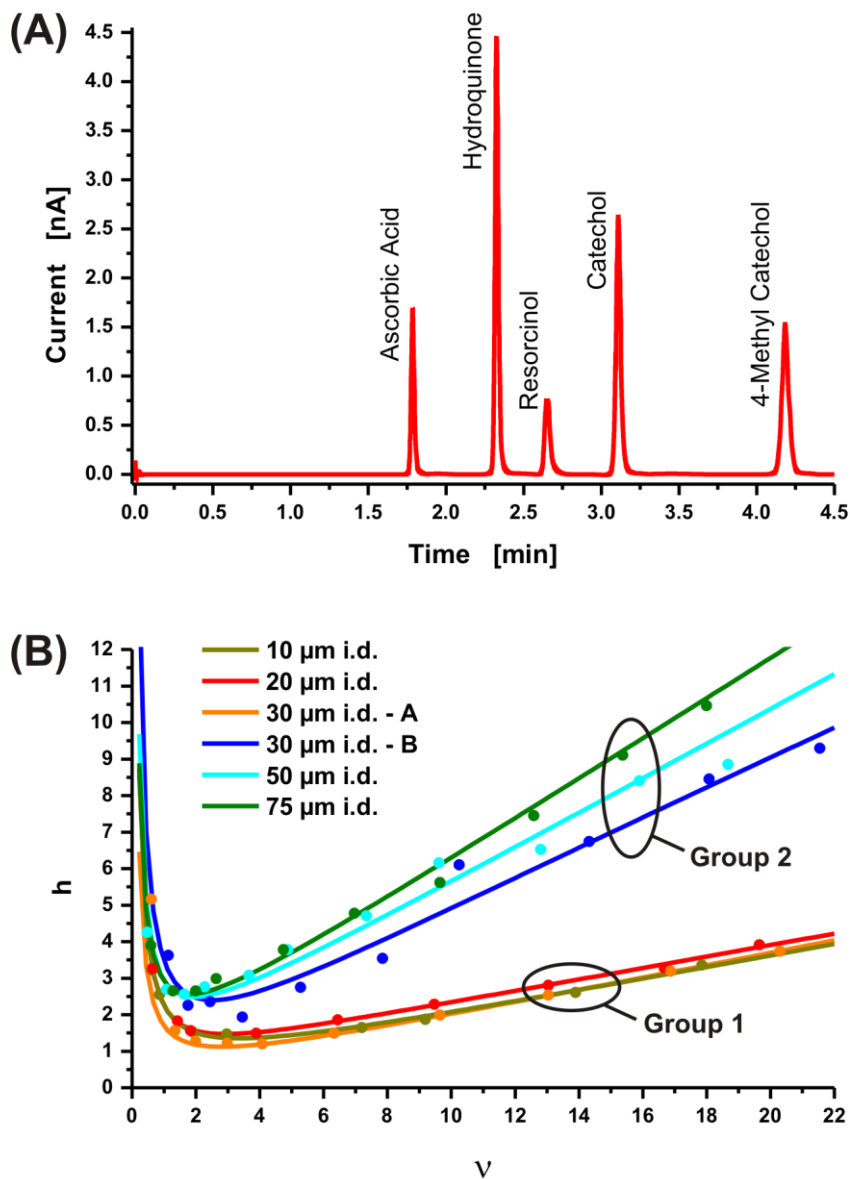 (A)
Current [nA]
4.5
4.0
3.5
3.0
2.5
2.0
1.5
1.0
0.5
0.0
Ascorbic Acid
Hydroquinone
Resorcinol
Catechol
4-Methyl Catechol
0.0 0.5 1.0 1.5 2.0 2.5 3.0 3.5 4.0 4.5
Time [min]
(B)
h
12
11
10
9
8
7
6
5
4
3
2
1
0
10 µm i.d.
20 µm i.d.
30 µm i.d. - A
30 µm i.d. - B
50 µm i.d.
75 µm i.d.
Group 2
Group 1
0 2 4 6 8 10 12 14 16 18 20 22
ν